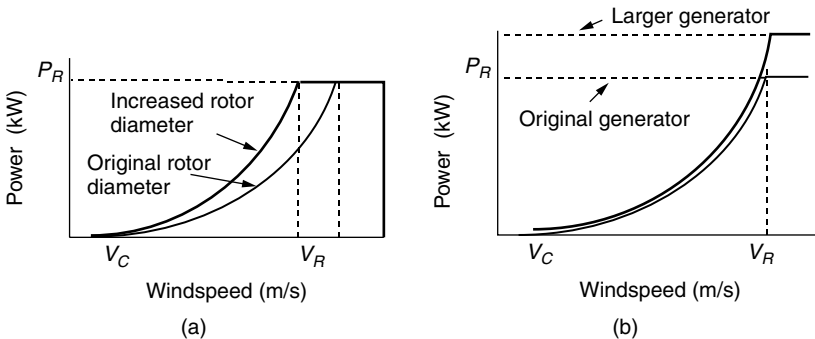 P_R
Power (kW)
Increased rotor
diameter
Original rotor
diameter
V_C
V_R
Windspeed (m/s)
(a)
Larger generator
P_R
Original generator
Power (kW)
V_C
V_R
Windspeed (m/s)
(b)